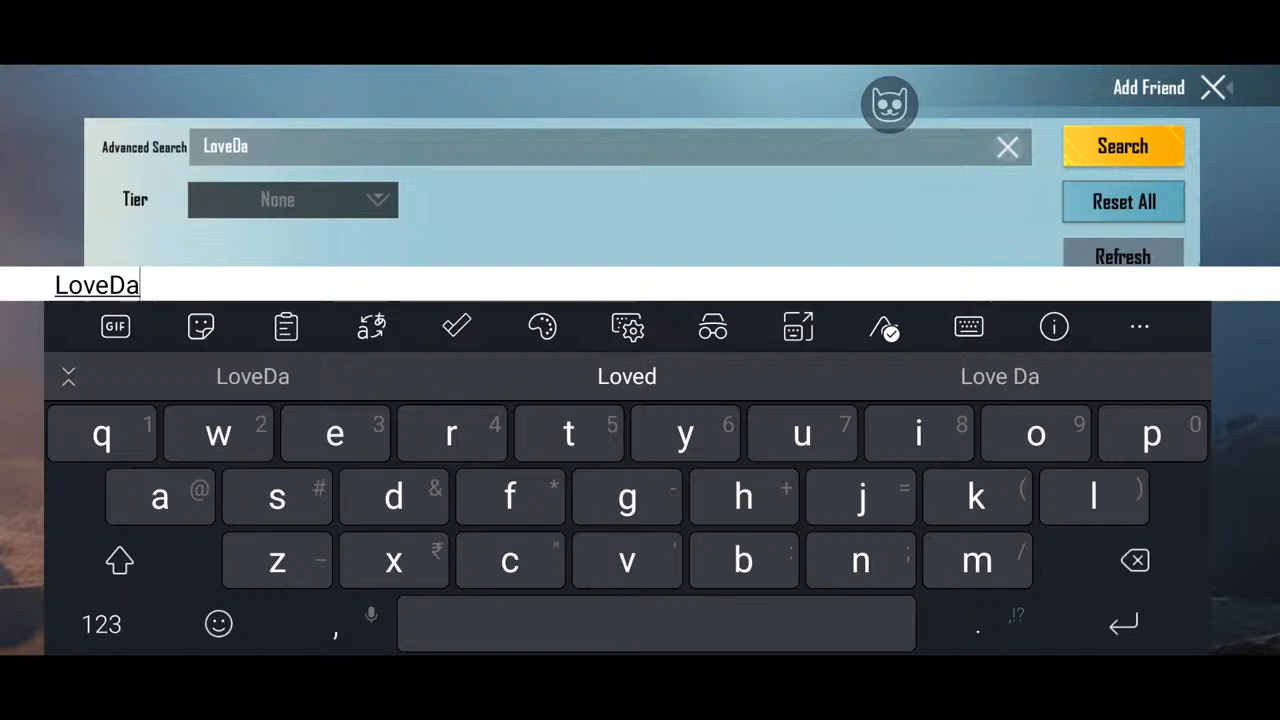 Add Friend
Advanced Search LoveDa Search
Tier None Reset All
Refresh
LoveDa
GIF
LoveDa Loved Love Da
q 1 w 2 e 3 r 4 t 5 y 6 u 7 i 8 o 9 p 0
a @ s # d & f * g - h + j = k ( l )
z _ x ₹ c " v ' b : n ; m /
123 , . ,!?